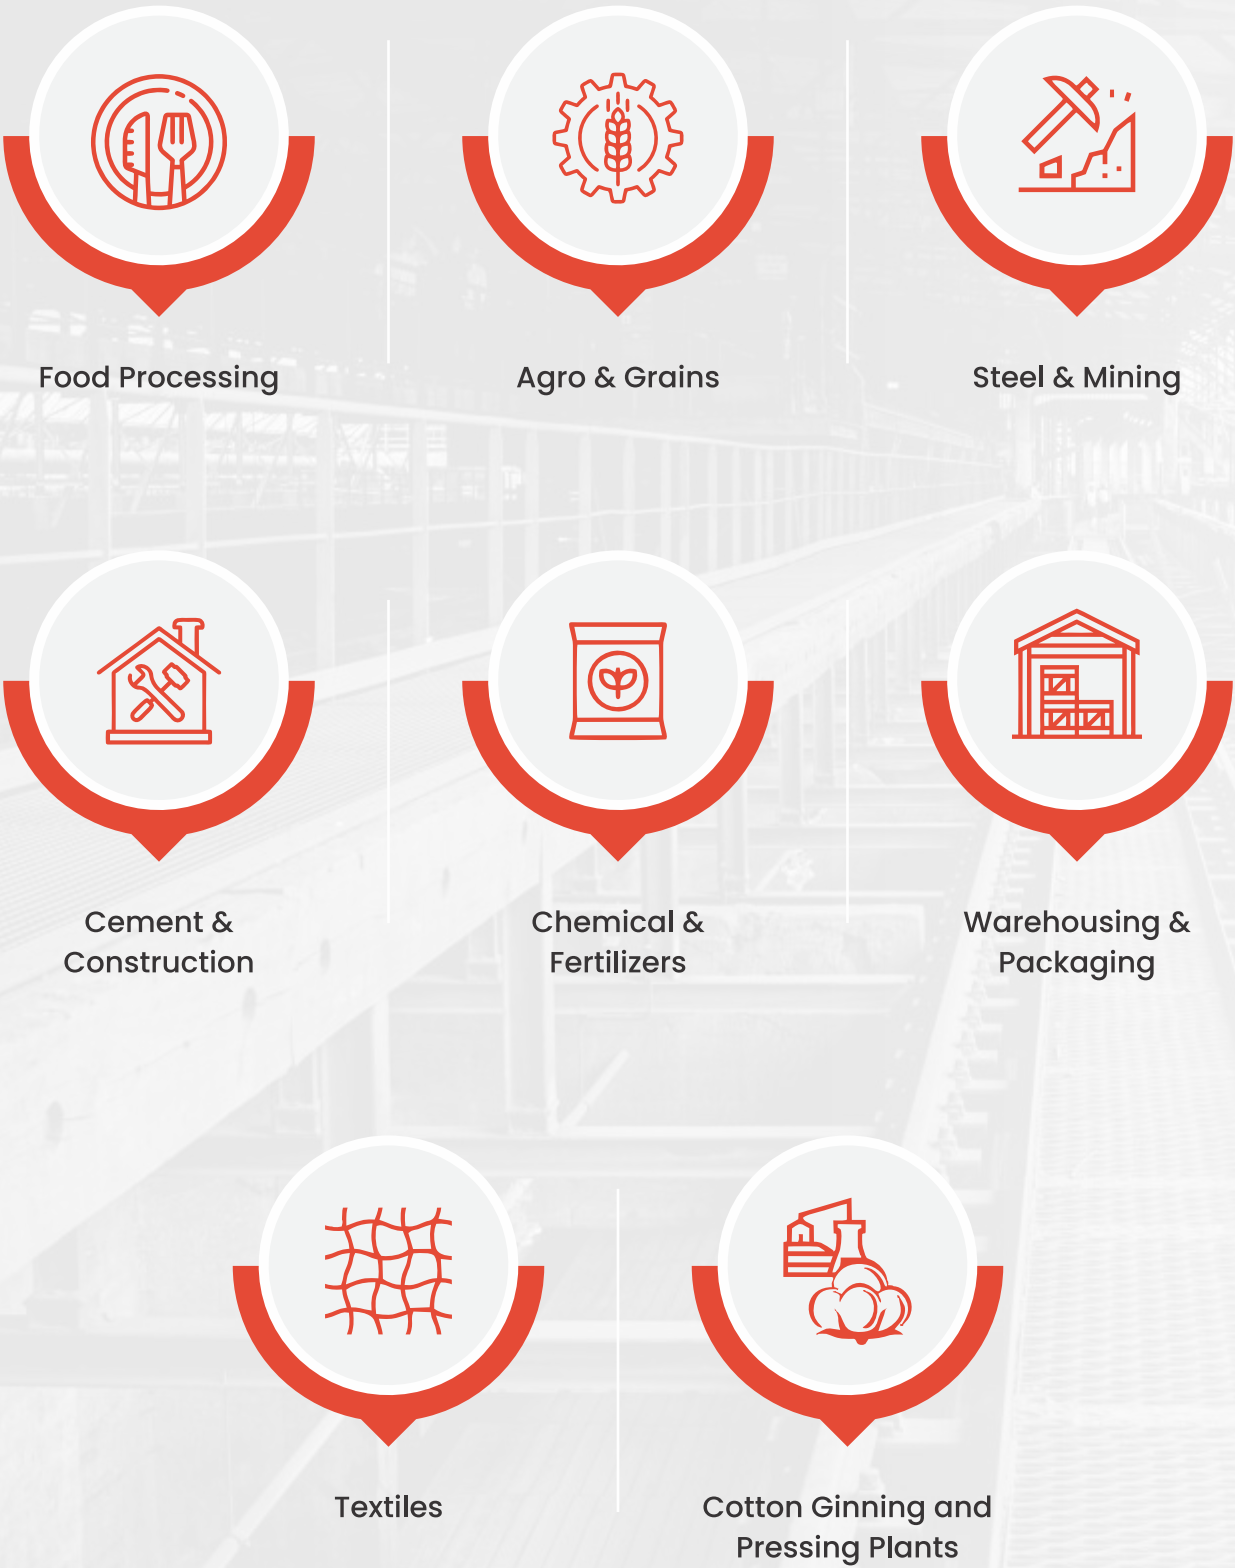 Food Processing
Agro & Grains
Steel & Mining
Cement &
Construction
Chemical &
Fertilizers
Warehousing &
Packaging
Textiles
Cotton Ginning and
Pressing Plants